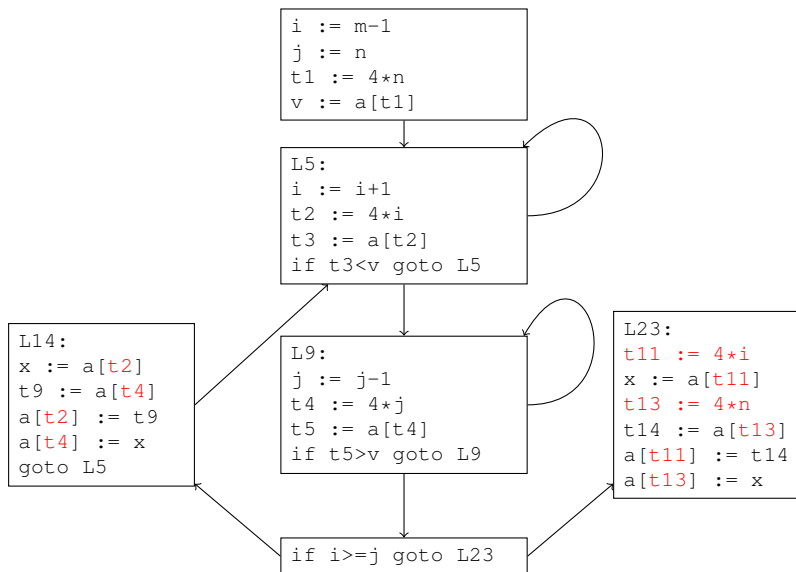 i := m-1
j := n
t1 := 4*n
v := a[t1]
L5:
i := i+1
t2 := 4*i
t3 := a[t2]
if t3<v goto L5
L14:
x := a[t2]
t9 := a[t4]
a[t2] := t9
a[t4] := x
goto L5
L9:
j := j-1
t4 := 4*j
t5 := a[t4]
if t5>v goto L9
L23:
t11 := 4*i
x := a[t11]
t13 := 4*n
t14 := a[t13]
a[t11] := t14
a[t13] := x
if i>=j goto L23